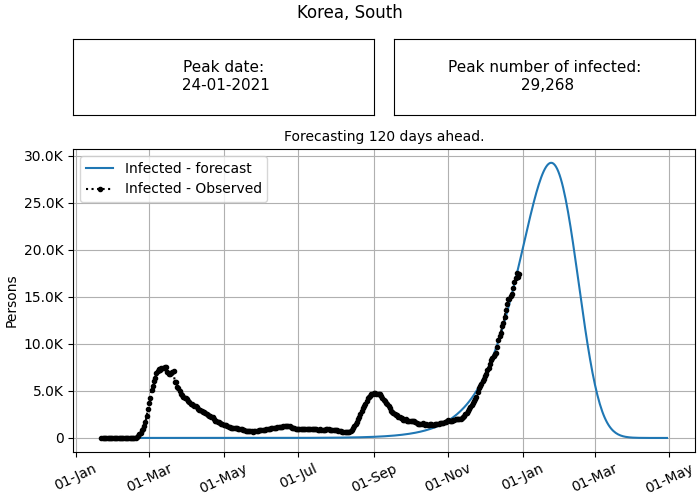 Korea, South
Peak date:
24-01-2021
Peak number of infected:
29,268
Forecasting 120 days ahead.
30.0K
25.0K
20.0K
15.0K
10.0K
5.0K
0
Persons
Infected - forecast
Infected - Observed
01-Jan
01-Mar
01-May
01-Jul
01-Sep
01-Nov
01-Jan
01-Mar
01-May